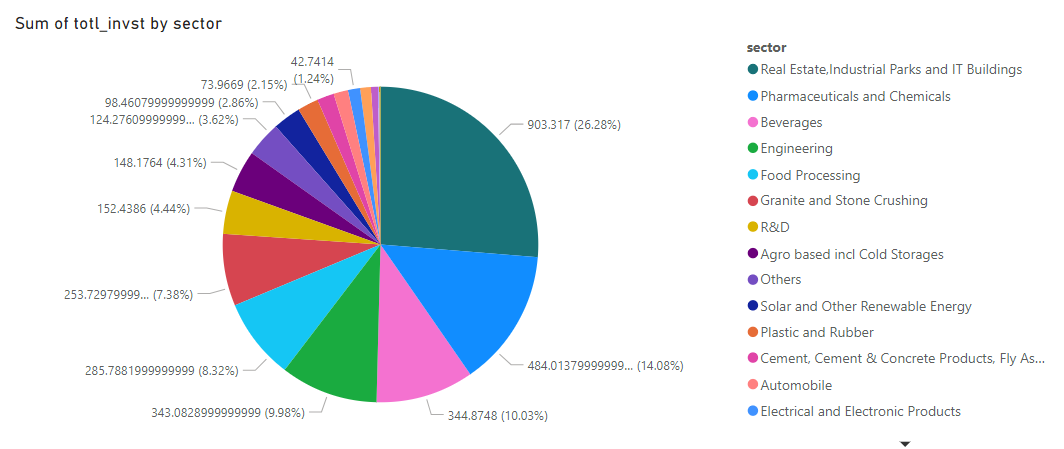 Sum of totl_invst by sector
42.7414
(1.24%)
73.9669 (2.15%)
98.46079999999999 (2.86%)
124.27609999999... (3.62%)
148.1764 (4.31%)
152.4386 (4.44%)
253.72979999... (7.38%)
285.7881999999999 (8.32%)
343.0828999999999 (9.98%)
903.317 (26.28%)
484.01379999999... (14.08%)
344.8748 (10.03%)
sector
Real Estate,Industrial Parks and IT Buildings
Pharmaceuticals and Chemicals
Beverages
Engineering
Food Processing
Granite and Stone Crushing
R&D
Agro based incl Cold Storages
Others
Solar and Other Renewable Energy
Plastic and Rubber
Cement, Cement & Concrete Products, Fly As...
Automobile
Electrical and Electronic Products